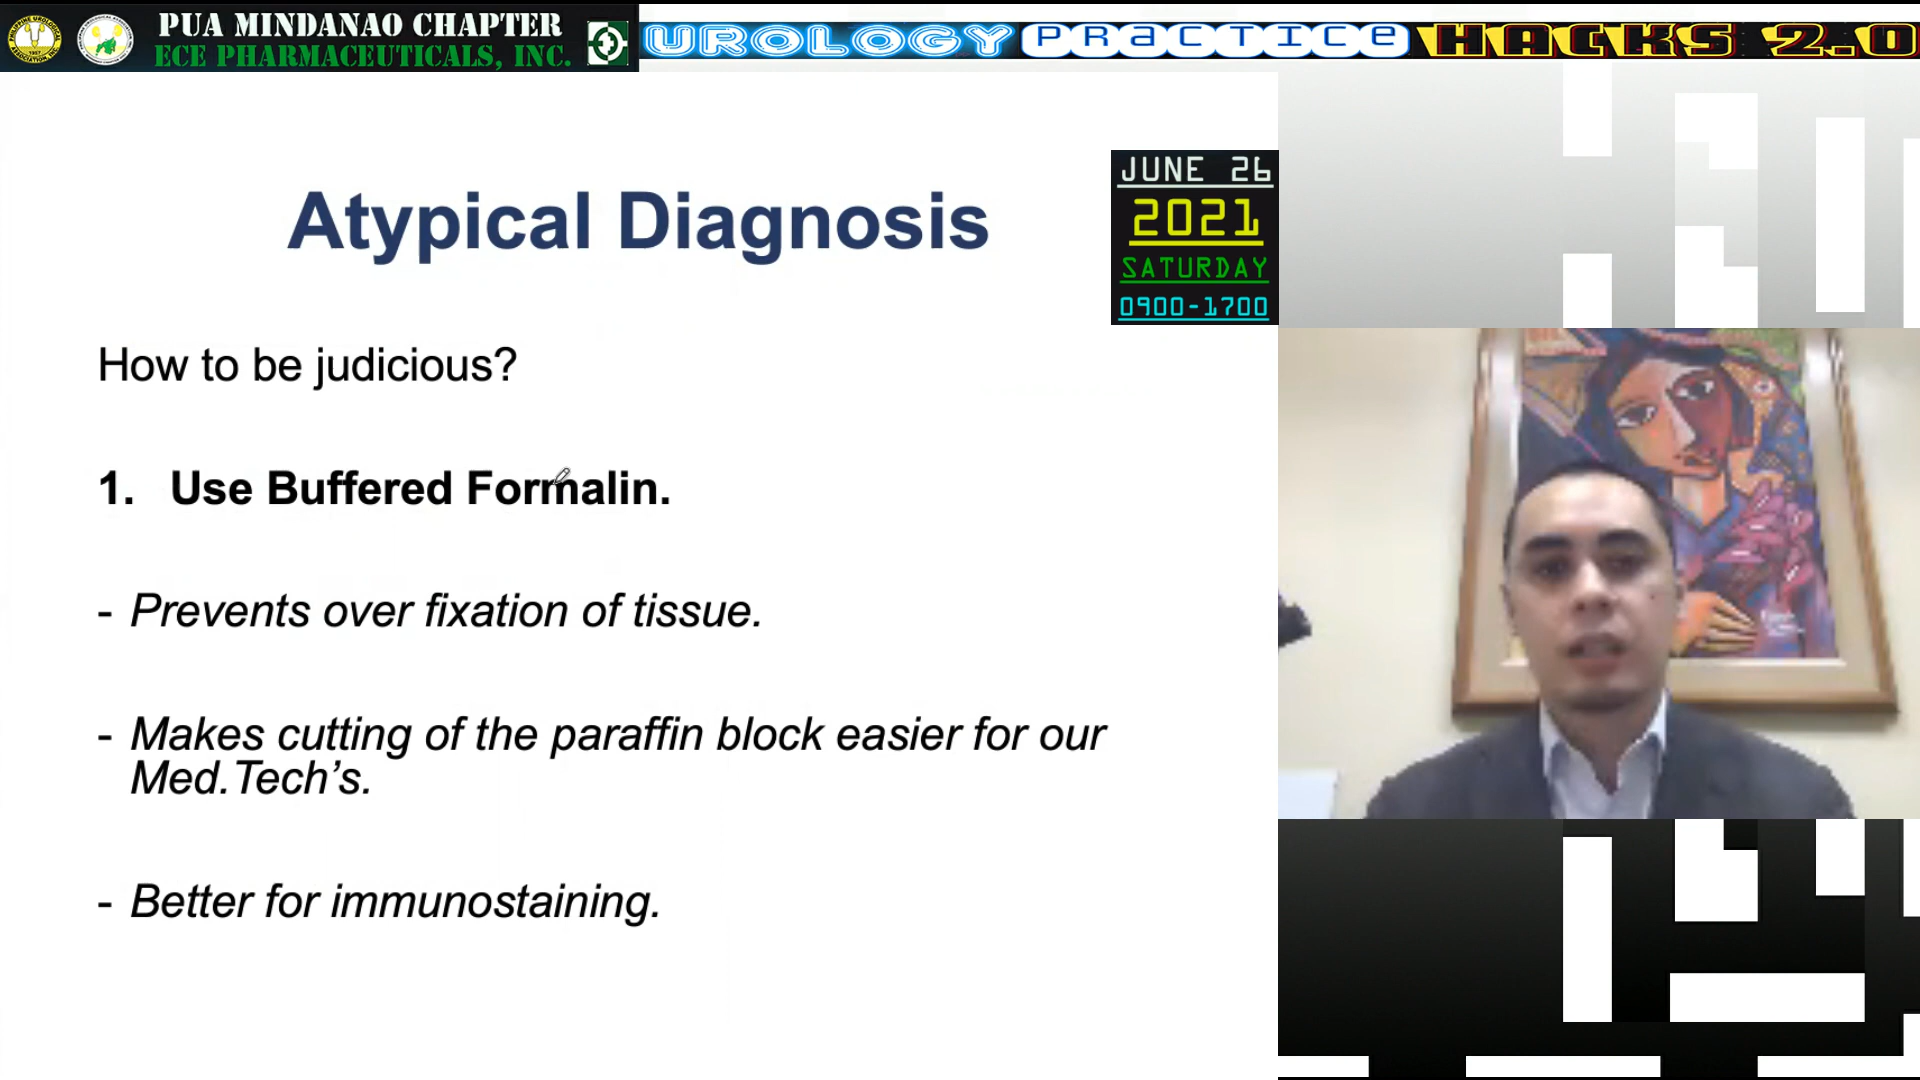 PUA MINDANAO CHAPTER
ECE PHARMACEUTICALS, INC.
UROLOGY PRACTICE HACKS 2.0
JUNE 26
2021
SATURDAY
0900-1700
Atypical Diagnosis
How to be judicious?
1. Use Buffered Formalin.
- Prevents over fixation of tissue.
- Makes cutting of the paraffin block easier for our
Med.Tech's.
- Better for immunostaining.